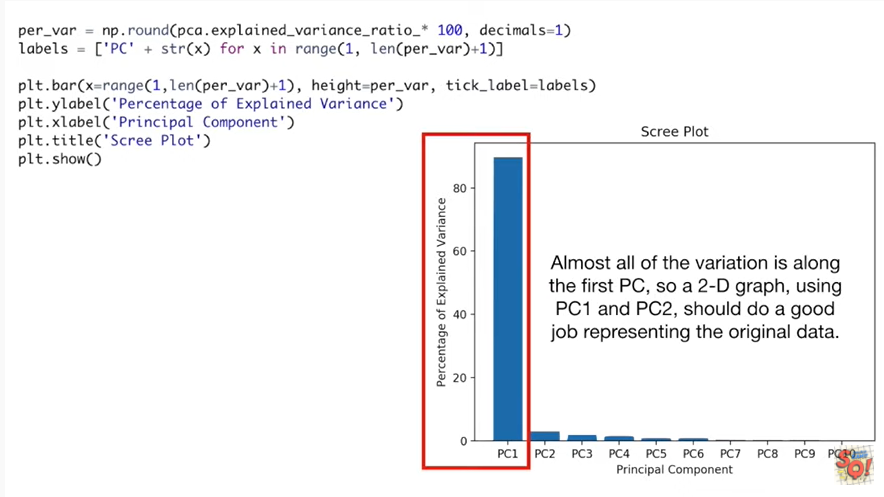 per_var = np.round(pca.explained_variance_ratio_* 100, decimals=1)
labels = ['PC' + str(x) for x in range(1, len(per_var)+1)]
plt.bar(x=range(1,len(per_var)+1), height=per_var, tick_label=labels)
plt.ylabel('Percentage of Explained Variance')
plt.xlabel('Principal Component')
plt.title('Scree Plot')
plt.show()
Scree Plot
Percentage of Explained Variance
80
60
40
20
0
Almost all of the variation is along
the first PC, so a 2-D graph, using
PC1 and PC2, should do a good
job representing the original data.
PC1 PC2 PC3 PC4 PC5 PC6 PC7 PC8 PC9 PC10
Principal Component
SQ!